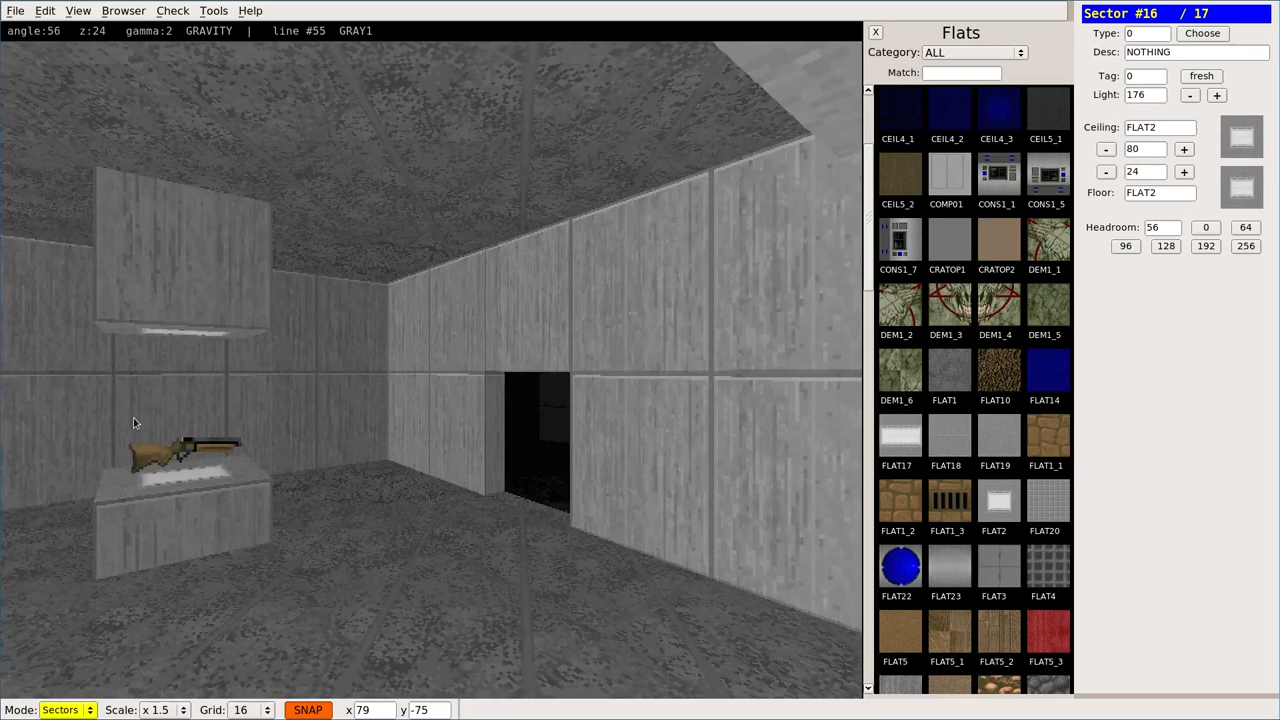 File Edit View Browser Check Tools Help
angle:56 z:24 gamma:2 GRAVITY | line #55 GRAY1
X Flats
Category: ALL
Match:
CEIL4_1 CEIL4_2 CEIL4_3 CEIL5_1
CEIL5_2 COMP01 CONS1_1 CONS1_5
CONS1_7 CRATOP1 CRATOP2 DEM1_1
DEM1_2 DEM1_3 DEM1_4 DEM1_5
DEM1_6 FLAT1 FLAT10 FLAT14
FLAT17 FLAT18 FLAT19 FLAT1_1
FLAT1_2 FLAT1_3 FLAT2 FLAT20
FLAT22 FLAT23 FLAT3 FLAT4
FLAT5 FLAT5_1 FLAT5_2 FLAT5_3
Sector #16 / 17
Type: 0 Choose
Desc: NOTHING
Tag: 0 fresh
Light: 176 - +
Ceiling: FLAT2
- 80 +
- 24 +
Floor: FLAT2
Headroom: 56 0 64
96 128 192 256
Mode: Sectors Scale: x 1.5 Grid: 16 SNAP x 79 y -75